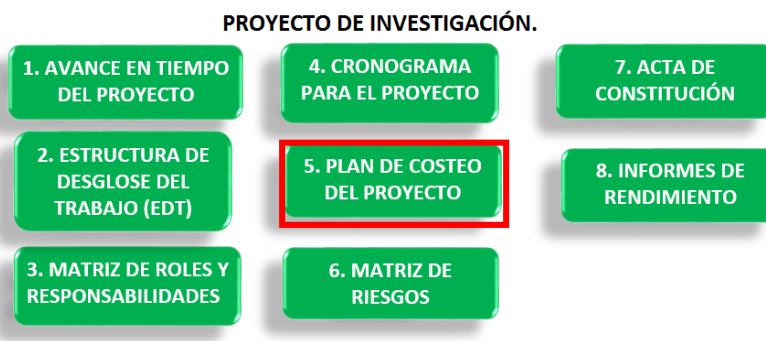 PROYECTO DE INVESTIGACIÓN.
1. AVANCE EN TIEMPO
DEL PROYECTO
2. ESTRUCTURA DE
DESGLOSE DEL
TRABAJO (EDT)
3. MATRIZ DE ROLES Y
RESPONSABILIDADES
4. CRONOGRAMA
PARA EL PROYECTO
5. PLAN DE COSTEO
DEL PROYECTO
6. MATRIZ DE
RIESGOS
7. ACTA DE
CONSTITUCIÓN
8. INFORMES DE
RENDIMIENTO